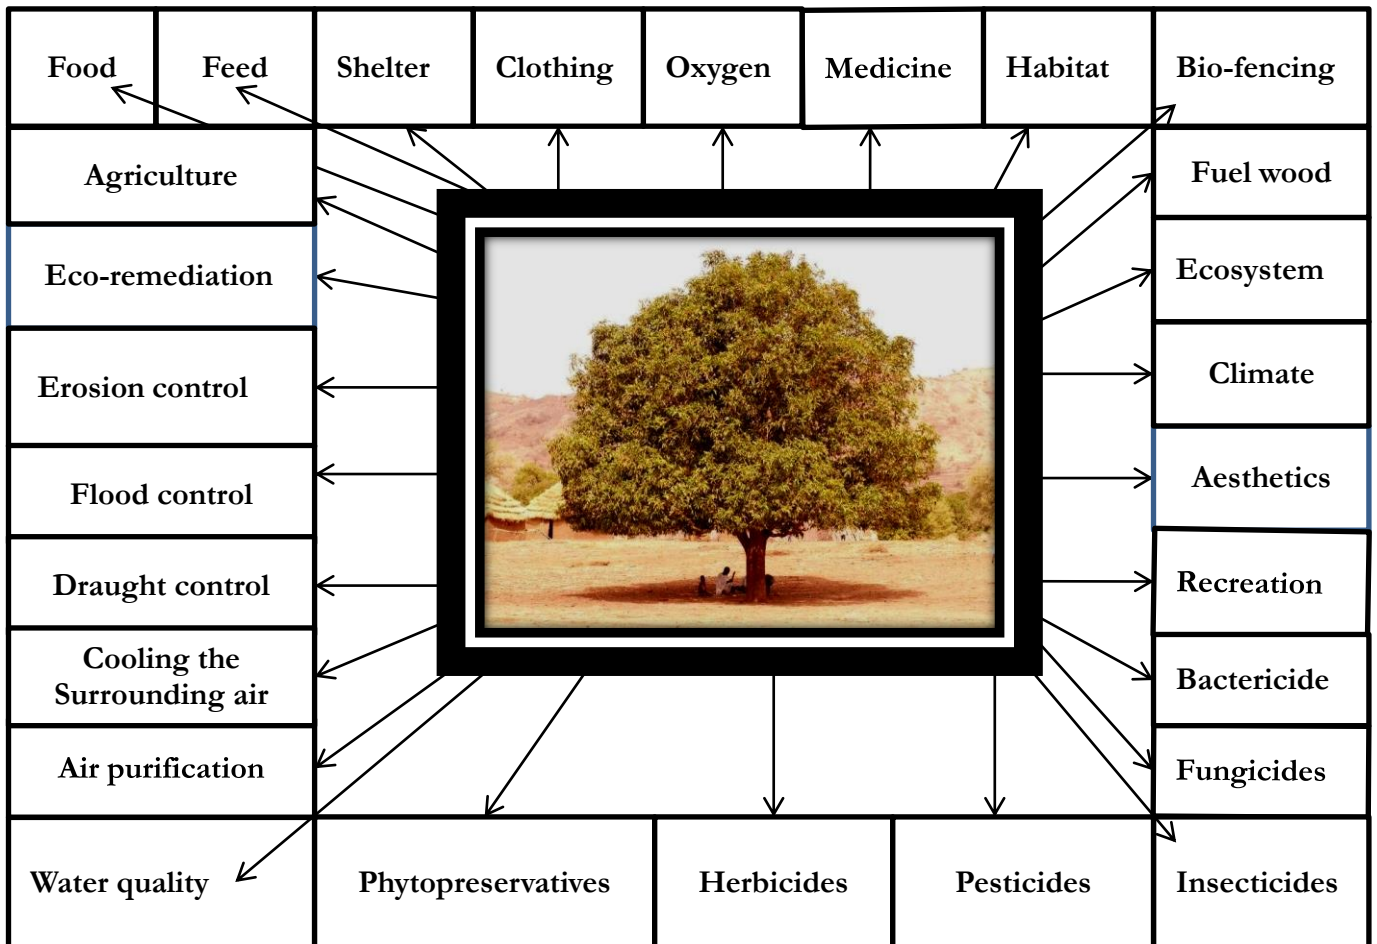 Food
Feed
Shelter
Clothing
Oxygen
Medicine
Habitat
Bio-fencing
Agriculture
Fuel wood
Eco-remediation
Ecosystem
Erosion control
Climate
Flood control
Aesthetics
Draught control
Recreation
Cooling the
Surrounding air
Bactericide
Air purification
Fungicides
Water quality
Phytopreservatives
Herbicides
Pesticides
Insecticides